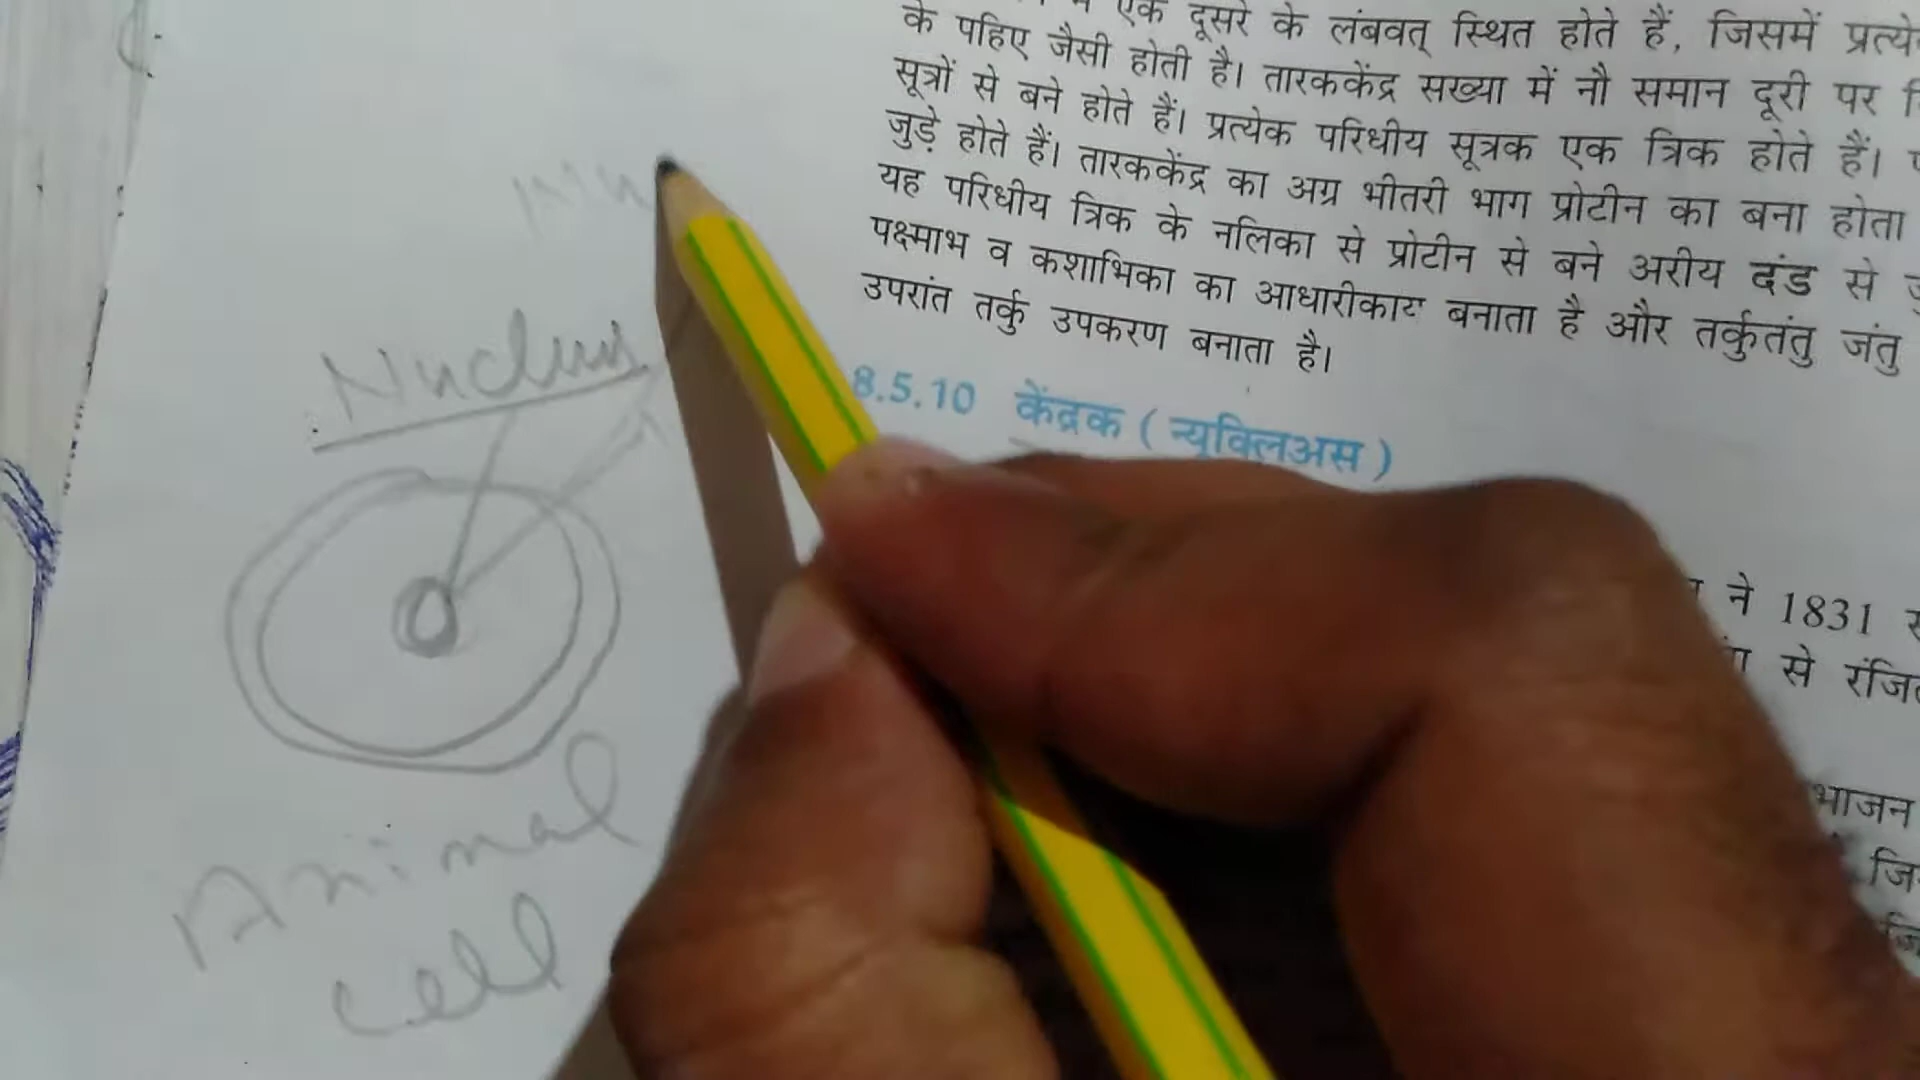 एक दूसरे के लंबवत् स्थित होते हैं, जिसमें
के पहिए जैसी होती है। तारककेंद्र सख्या में नौ समान दूरी पर
सूत्रों से बने होते हैं। प्रत्येक परिधीय सूत्रक एक त्रिक होते हैं।
जुड़े होते हैं। तारककेंद्र का अग्र भीतरी भाग प्रोटीन का बना होता
यह परिधीय त्रिक के नलिका से प्रोटीन से बने अरीय दंड से
पक्ष्माभ व कशाभिका का आधारीकाय बनाता है और तर्कुतंतु जंतु
उपरांत तर्कु उपकरण बनाता है।
8.5.10 केंद्रक ( न्यूक्लिअस )
ने 1831
से
Nucleus
Animal
cell